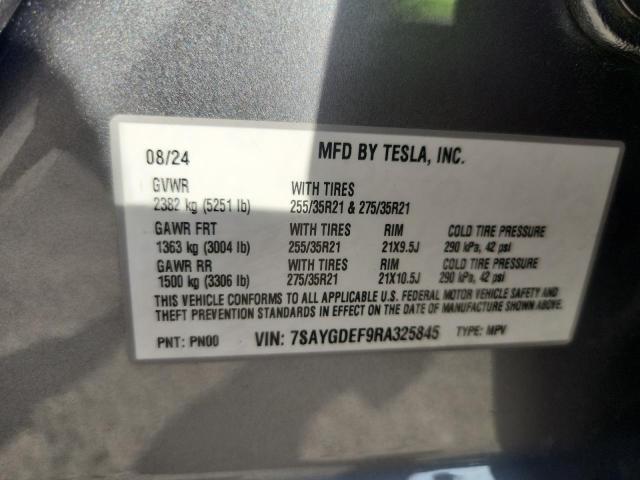 08/24 MFD BY TESLA, INC.
GVWR WITH TIRES
2382 kg (5251 lb) 255/35R21 & 275/35R21
GAWR FRT WITH TIRES RIM COLD TIRE PRESSURE
1363 kg (3004 lb) 255/35R21 21X9.5J 290 kPa, 42 psi
GAWR RR WITH TIRES RIM COLD TIRE PRESSURE
1500 kg (3306 lb) 275/35R21 21X10.5J 290 kPa, 42 psi
THIS VEHICLE CONFORMS TO ALL APPLICABLE U.S. FEDERAL MOTOR VEHICLE SAFETY AND
THEFT PREVENTION STANDARDS IN EFFECT ON THE DATE OF MANUFACTURE SHOWN ABOVE.
PNT: PN00 VIN: 7SAYGDEF9RA325845 TYPE: MPV